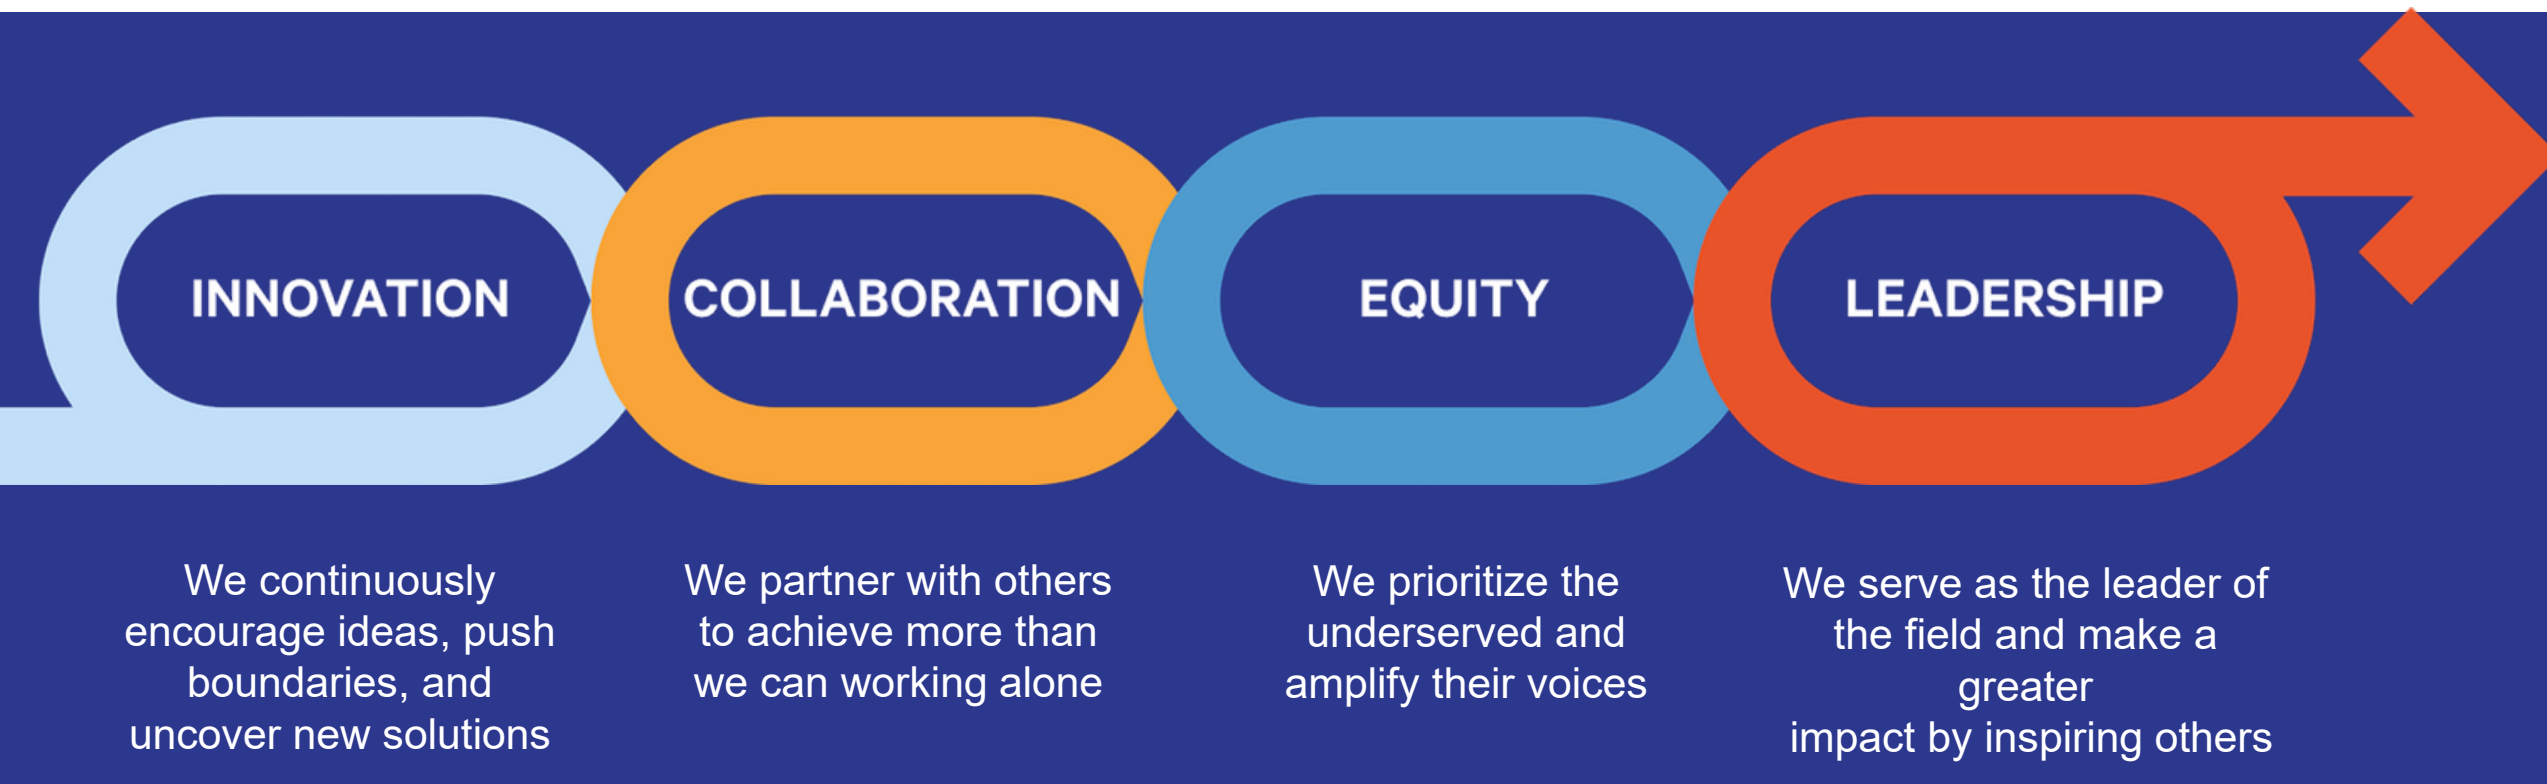 INNOVATION
We continuously
encourage ideas, push
boundaries, and
uncover new solutions
COLLABORATION
We partner with others
to achieve more than
we can working alone
EQUITY
We prioritize the
underserved and
amplify their voices
LEADERSHIP
We serve as the leader of
the field and make a
greater
impact by inspiring others